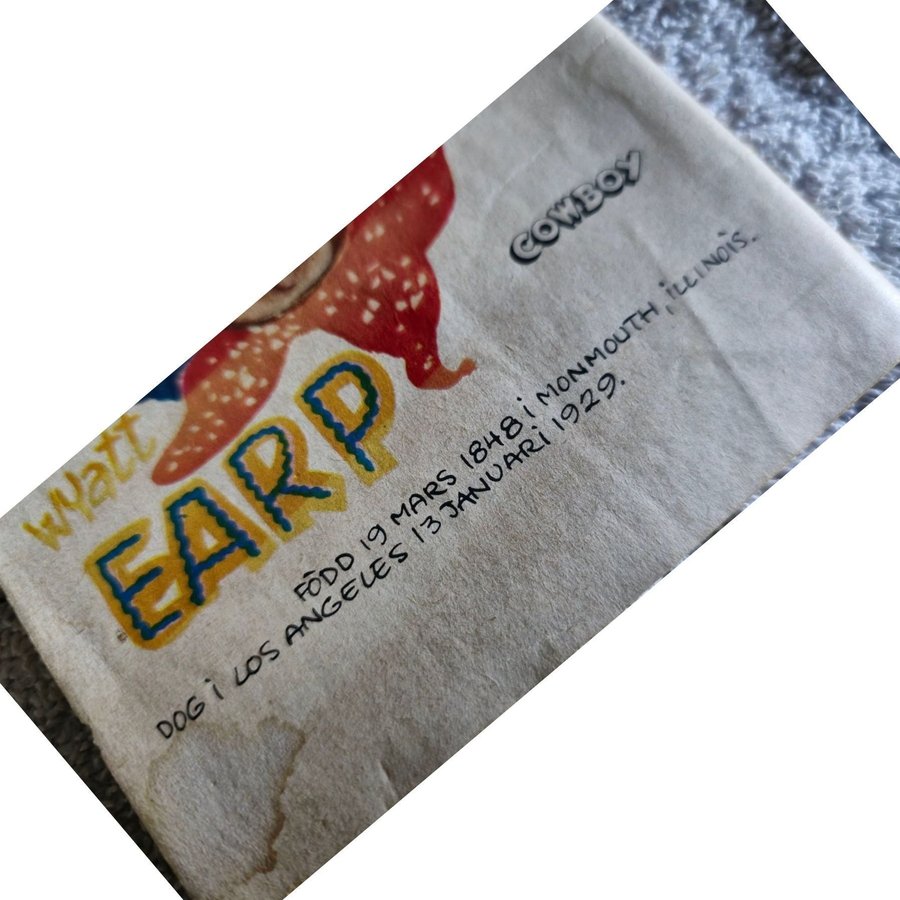 COWBOY
wyatt
EARP
FÖDD 19 MARS 1848 i MONMOUTH, iLLINOiS.
DOG i LOS ANGELES 13 JANUARi 1929.